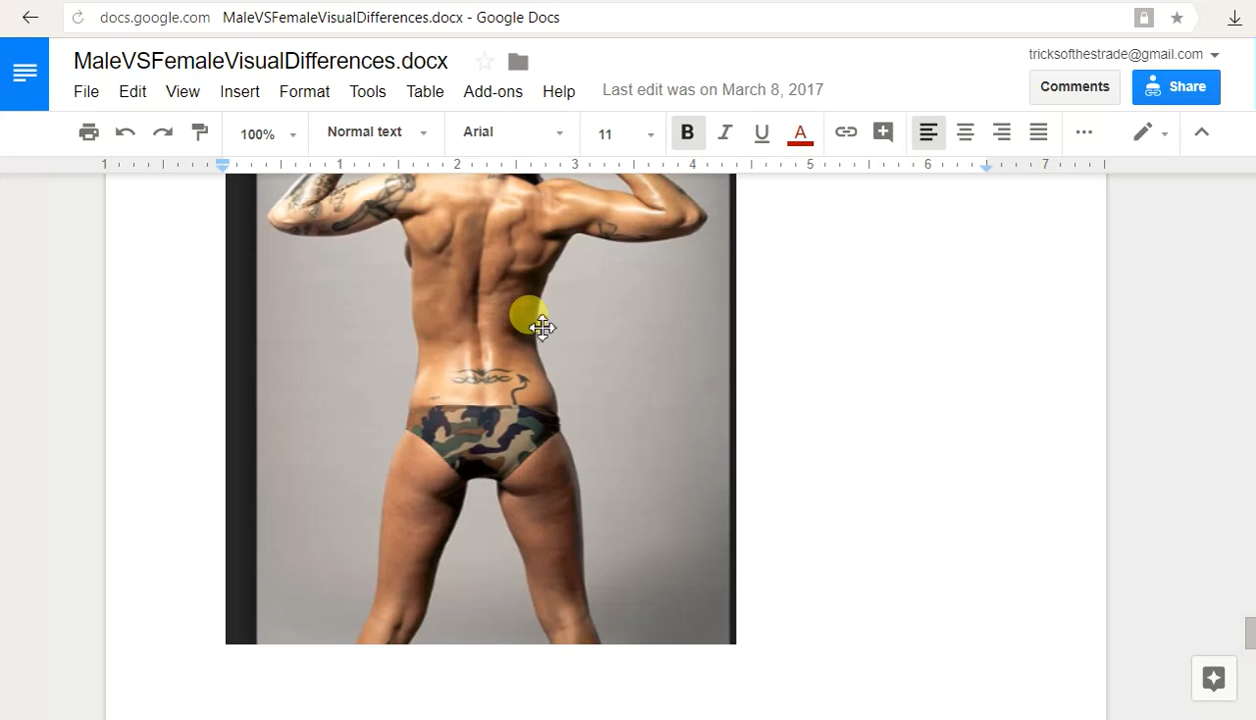 docs.google.com MaleVSFemaleVisualDifferences.docx - Google Docs
MaleVSFemaleVisualDifferences.docx
tricksofthestrade@gmail.com
File Edit View Insert Format Tools Table Add-ons Help Last edit was on March 8, 2017
Comments Share
100% Normal text Arial 11 B I U A
1 1 2 3 4 5 6 7